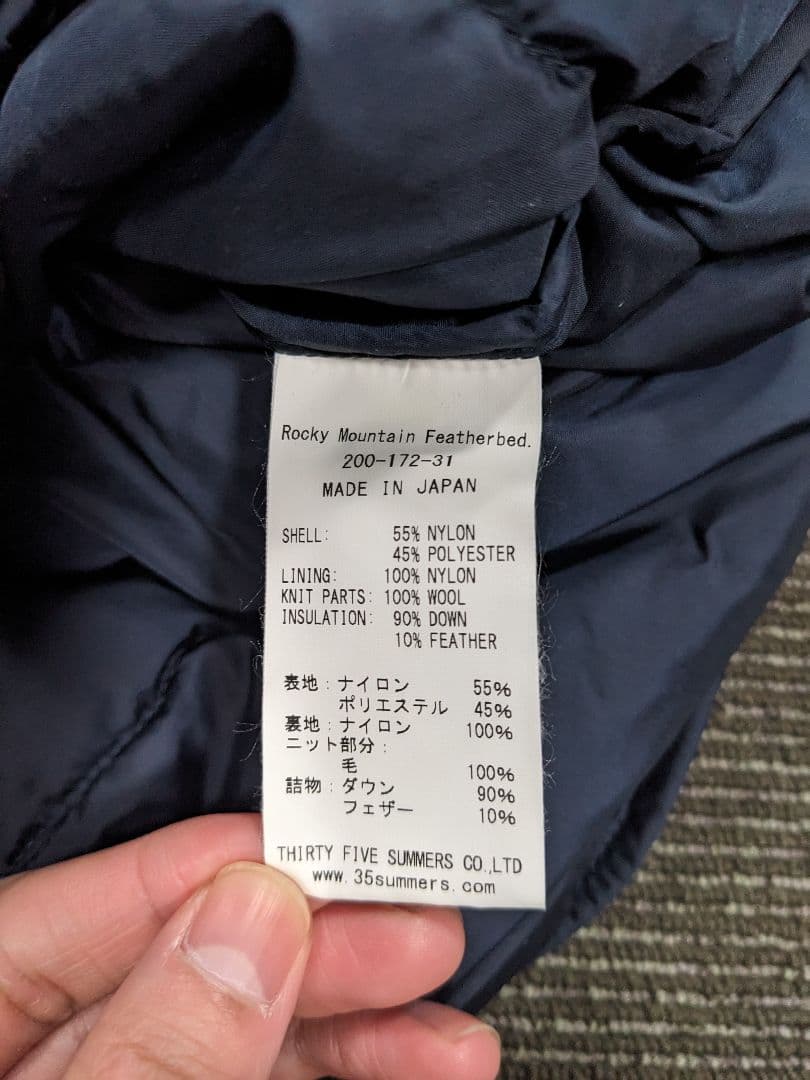 Rocky Mountain Featherbed.
200-172-31
MADE IN JAPAN
SHELL: 55% NYLON
45% POLYESTER
LINING: 100% NYLON
KNIT PARTS: 100% WOOL
INSULATION: 90% DOWN
10% FEATHER
表地:ナイロン 55%
ポリエステル 45%
裏地:ナイロン 100%
ニット部分:
毛 100%
詰物:ダウン 90%
フェザー 10%
THIRTY FIVE SUMMERS CO.,LTD
www.35summers.com